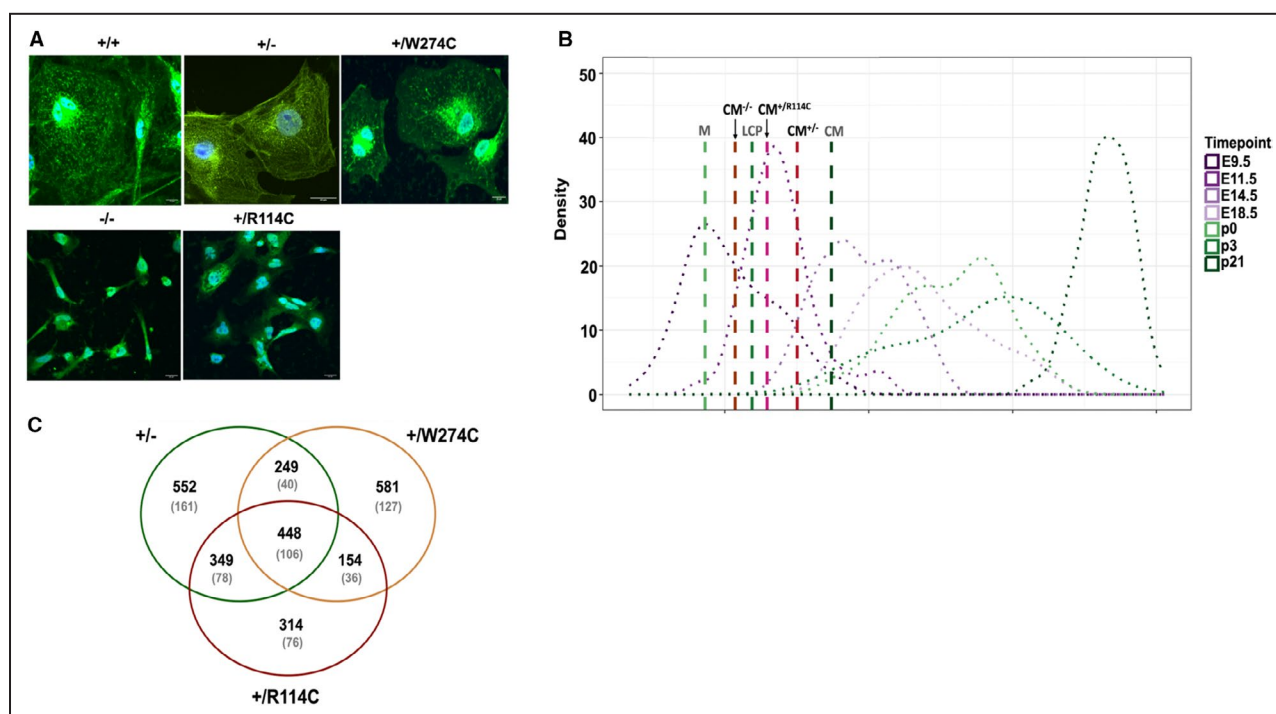 A
+/+
+/-
+/W274C
-/-
+/R114C
B
50
40
30
20
10
0
Density
M
CM-/-
LCP
CM+/R114C
CM+/-
CM
Timepoint
E9.5
E11.5
E14.5
E18.5
p0
p3
p21
C
+/-
+/W274C
249
(40)
552
(161)
581
(127)
448
(106)
349
(78)
154
(36)
314
(76)
+/R114C